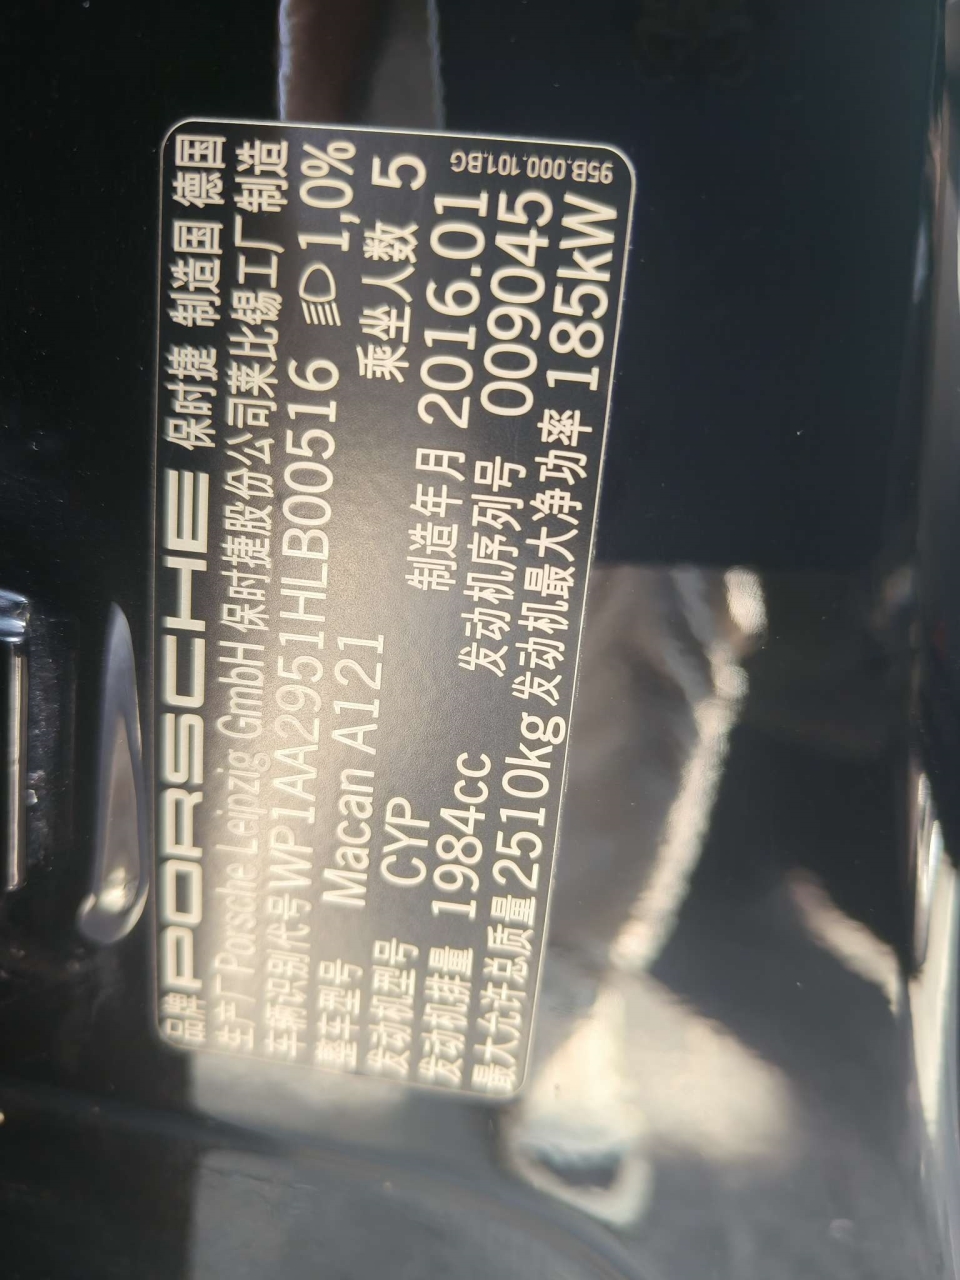 品牌 PORSCHE 保时捷 制造国 德国
生产厂 Porsche Leipzig GmbH 保时捷股份公司莱比锡工厂制造
车辆识别代号 WP1AA2951HLB00516 1,0%
整车型号 Macan A121 乘坐人数 5
发动机型号 CYP 制造年月 2016.01
发动机排量 1984cc 发动机序列号 009045
最大允许总质量 2510kg 发动机最大净功率 185kW
95B.000.101.BG